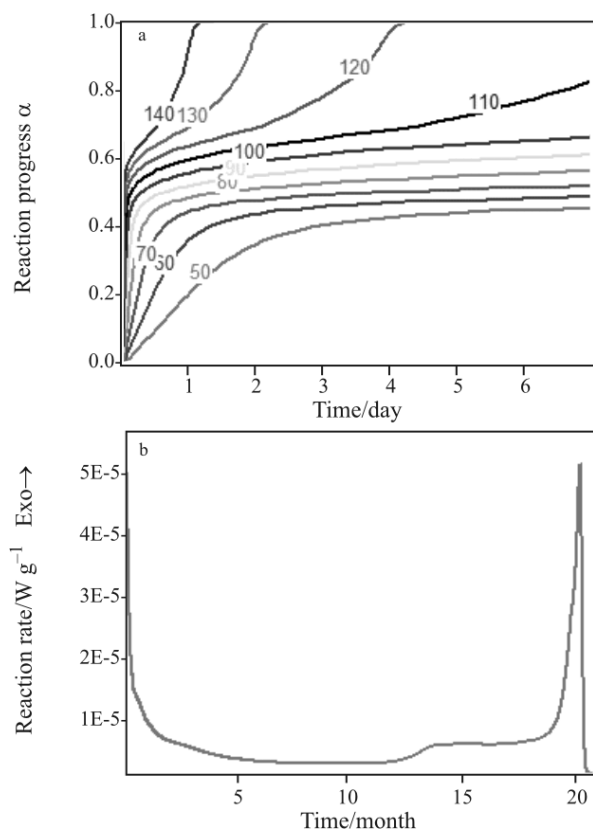 a
1.0
0.8
0.6
0.4
0.2
0.0
Reaction progress α
140
130
120
110
100
90
80
70
60
50
1
2
3
4
5
6
Time/day
b
5E-5
4E-5
3E-5
2E-5
1E-5
Reaction rate/W g⁻¹ Exo→
5
10
15
20
Time/month